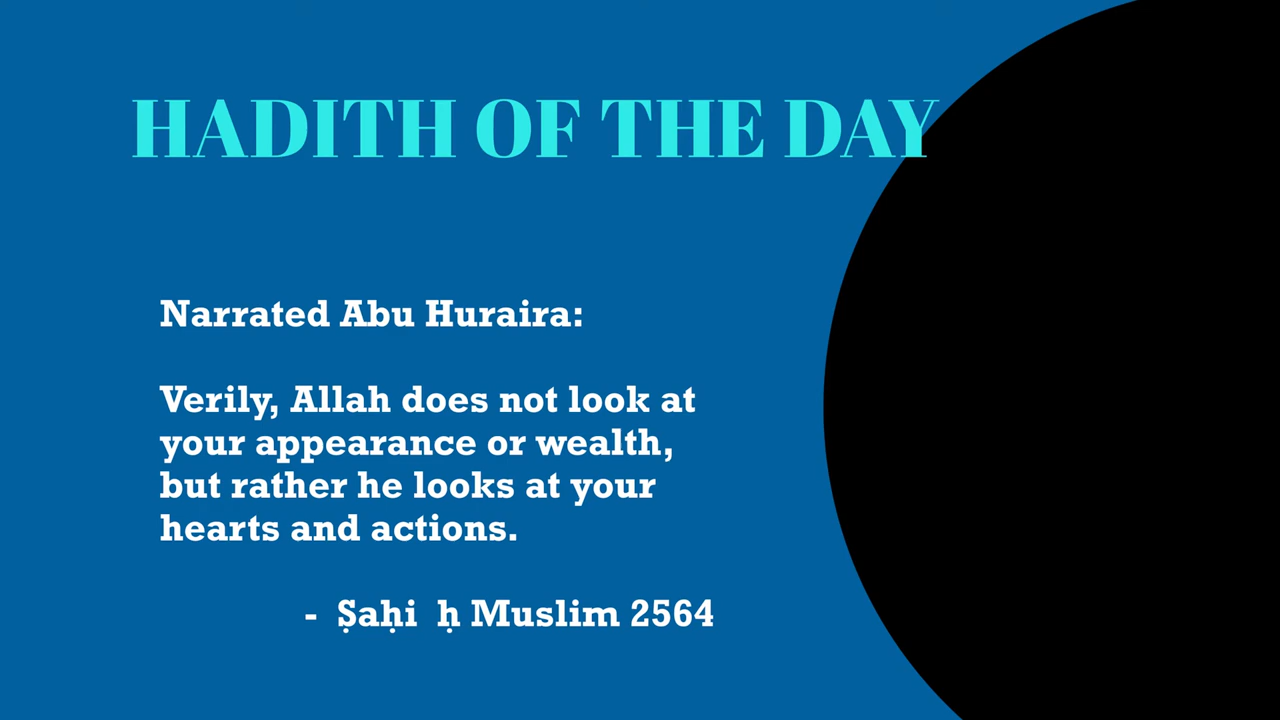 HADITH OF THE DAY
Narrated Abu Huraira:
Verily, Allah does not look at
your appearance or wealth,
but rather he looks at your
hearts and actions.
- Ṣaḥi ḥ Muslim 2564